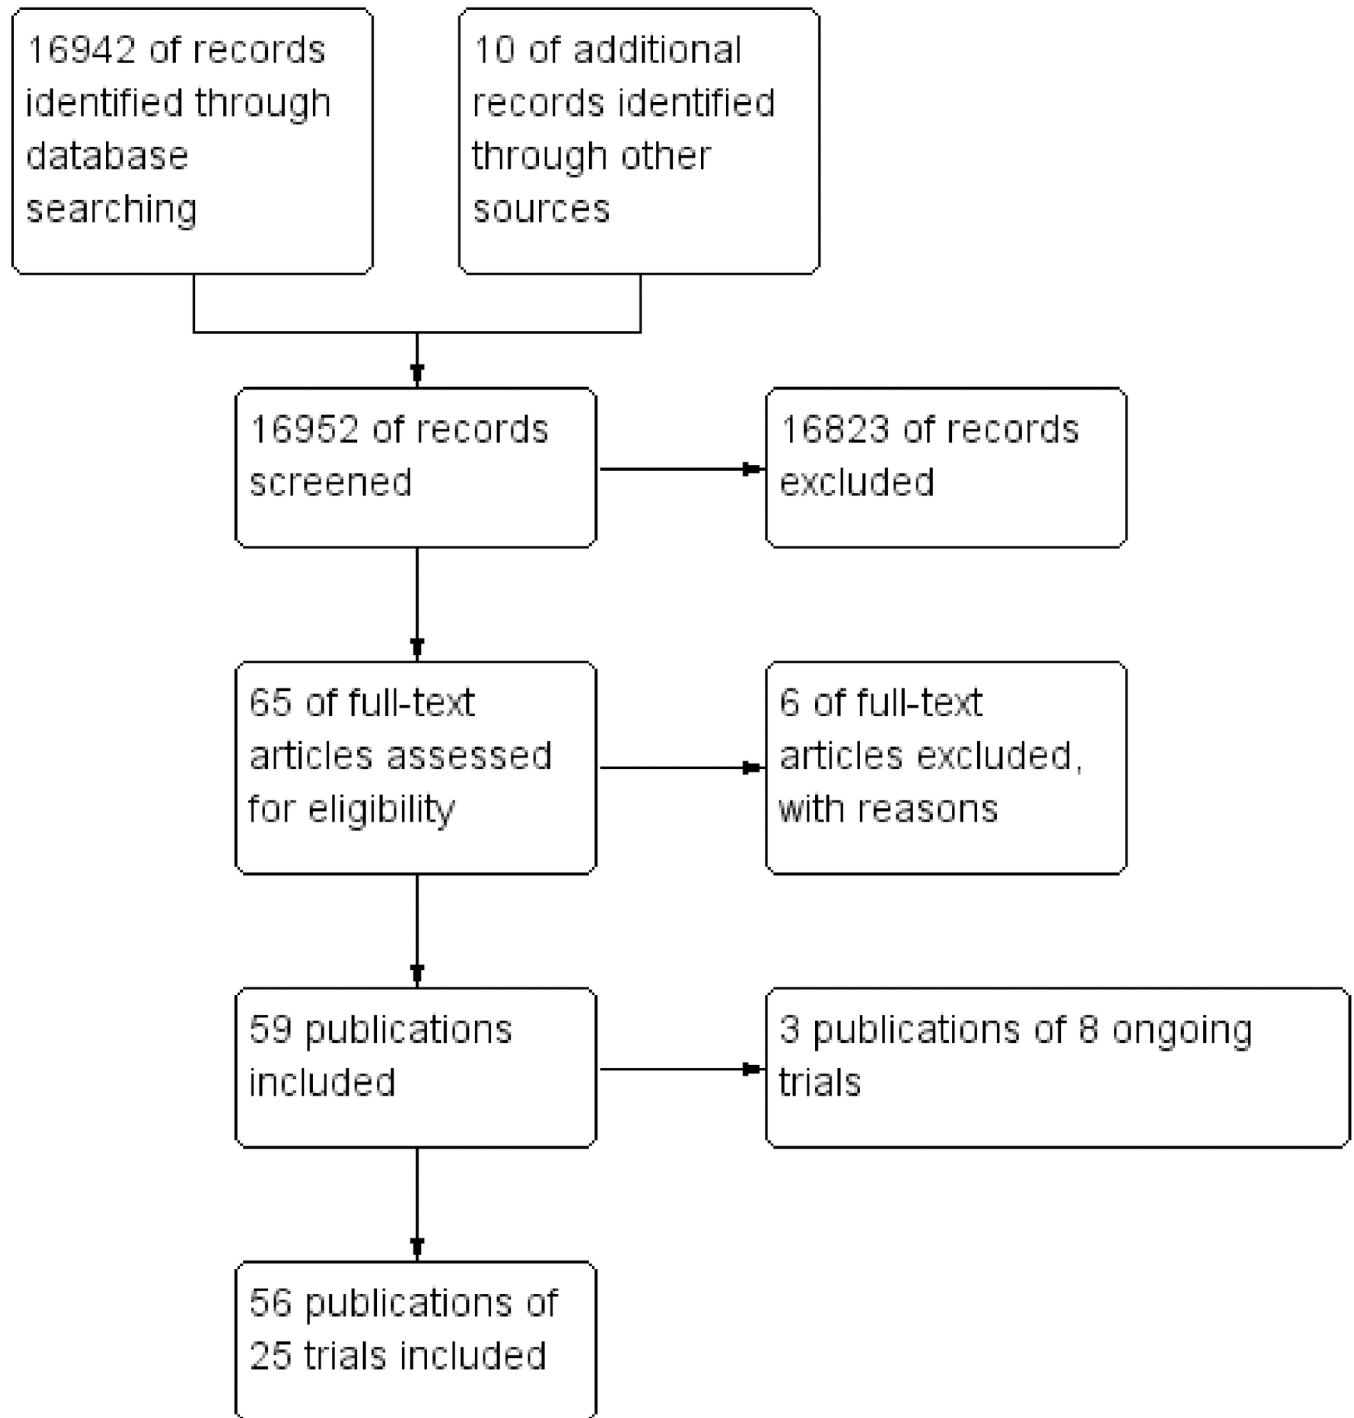 16942 of records
identified through
database
searching
10 of additional
records identified
through other
sources
16952 of records
screened
16823 of records
excluded
65 of full-text
articles assessed
for eligibility
6 of full-text
articles excluded,
with reasons
59 publications
included
3 publications of 8 ongoing
trials
56 publications of
25 trials included